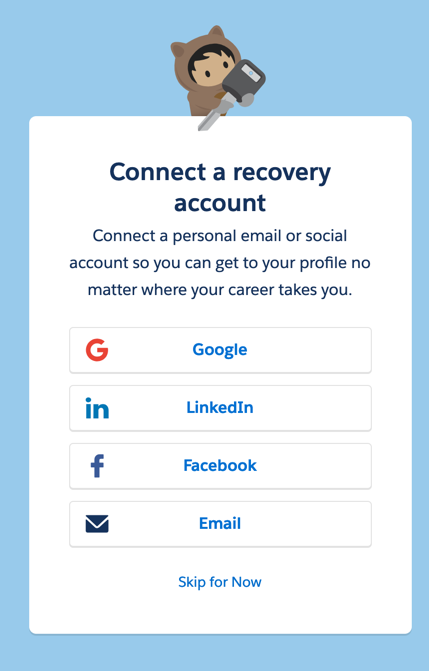 Connect a recovery
account
Connect a personal email or social
account so you can get to your profile no
matter where your career takes you.
Google
LinkedIn
Facebook
Email
Skip for Now